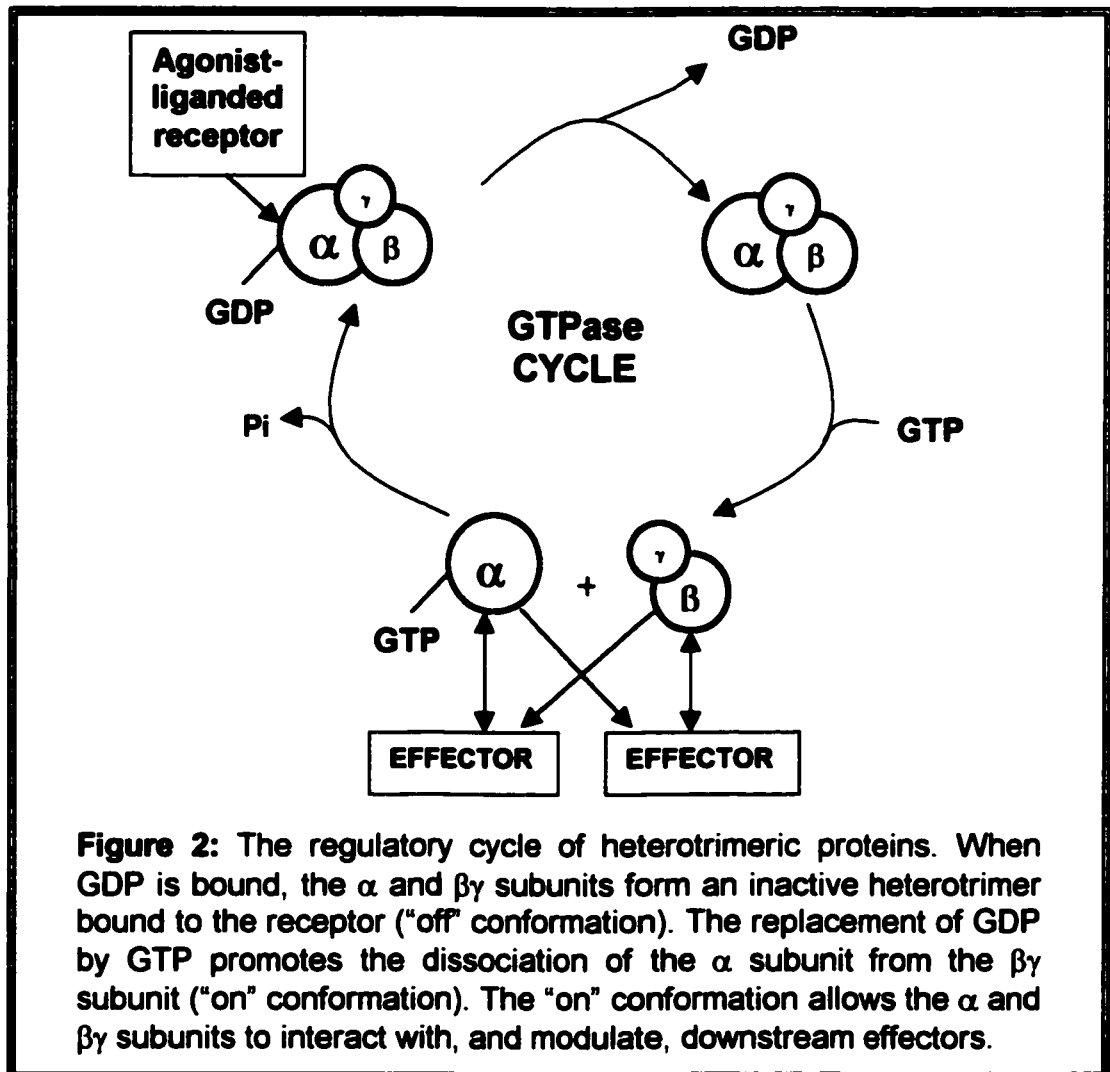 GDP
Agonist-
liganded
receptor
γ
α
β
GDP
γ
α
β
GTPase
CYCLE
Pi
GTP
α
+
γ
β
GTP
EFFECTOR
EFFECTOR
Figure 2: The regulatory cycle of heterotrimeric proteins. When
GDP is bound, the α and βγ subunits form an inactive heterotrimer
bound to the receptor ("off" conformation). The replacement of GDP
by GTP promotes the dissociation of the α subunit from the βγ
subunit ("on" conformation). The "on" conformation allows the α and
βγ subunits to interact with, and modulate, downstream effectors.